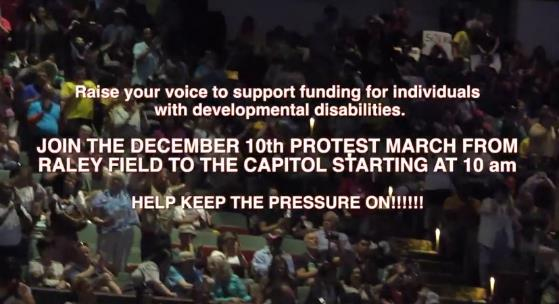 Raise your voice to support funding for individuals
with developmental disabilities.
JOIN THE DECEMBER 10th PROTEST MARCH FROM
RALEY FIELD TO THE CAPITOL STARTING AT 10 am
HELP KEEP THE PRESSURE ON!!!!!!